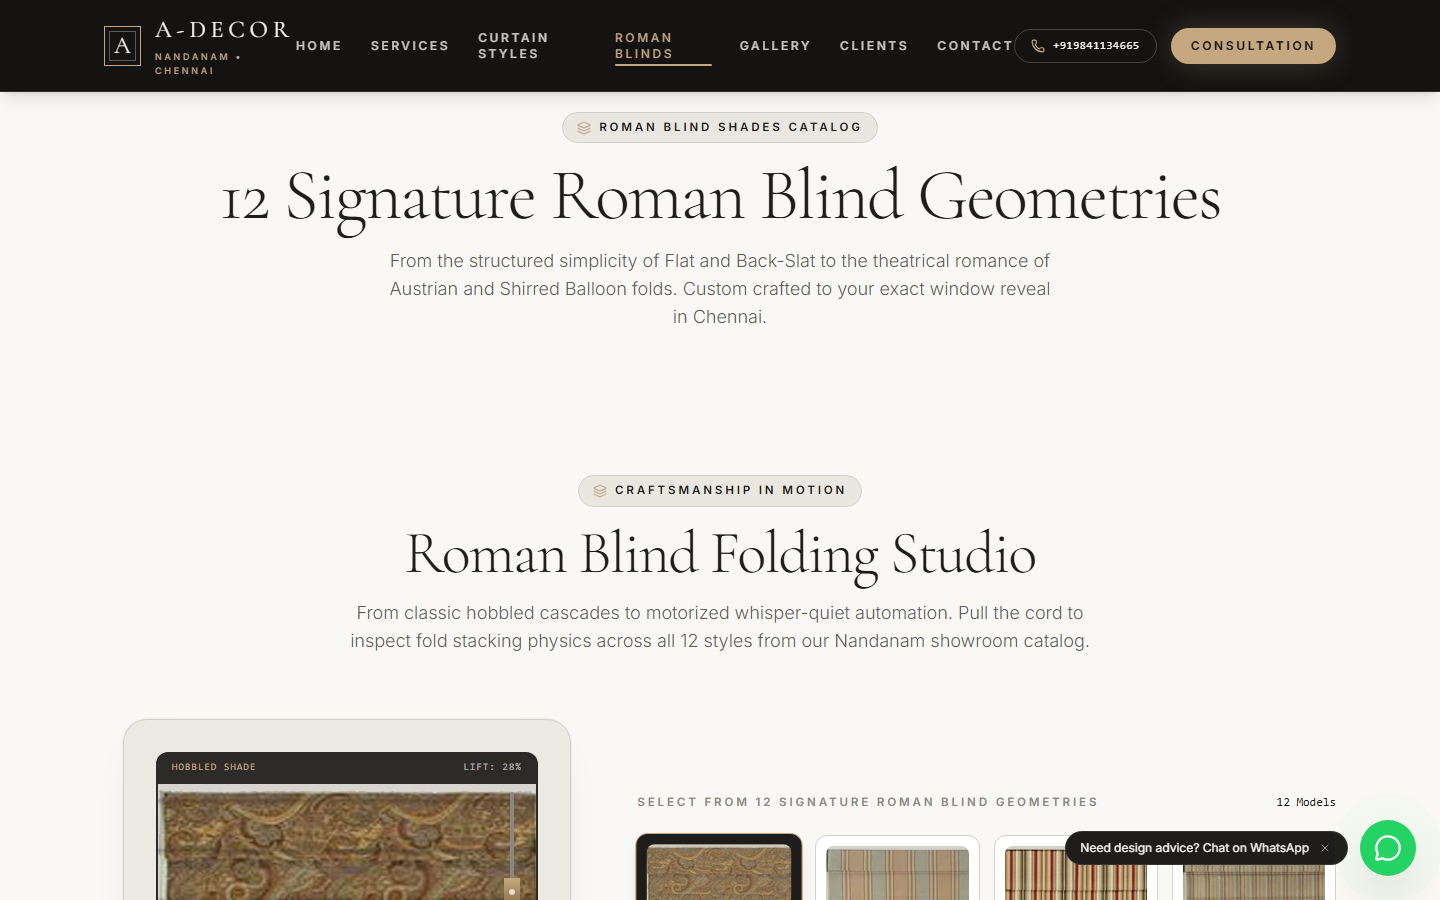 A
A-DECOR
NANDANAM •
CHENNAI
HOME
SERVICES
CURTAIN
STYLES
ROMAN
BLINDS
GALLERY
CLIENTS
CONTACT
+919841134665
CONSULTATION
ROMAN BLIND SHADES CATALOG
12 Signature Roman Blind Geometries
From the structured simplicity of Flat and Back-Slat to the theatrical romance of
Austrian and Shirred Balloon folds. Custom crafted to your exact window reveal
in Chennai.
CRAFTSMANSHIP IN MOTION
Roman Blind Folding Studio
From classic hobbled cascades to motorized whisper-quiet automation. Pull the cord to
inspect fold stacking physics across all 12 styles from our Nandanam showroom catalog.
HOBBLED SHADE
LIFT: 28%
SELECT FROM 12 SIGNATURE ROMAN BLIND GEOMETRIES
12 Models
Need design advice? Chat on WhatsApp